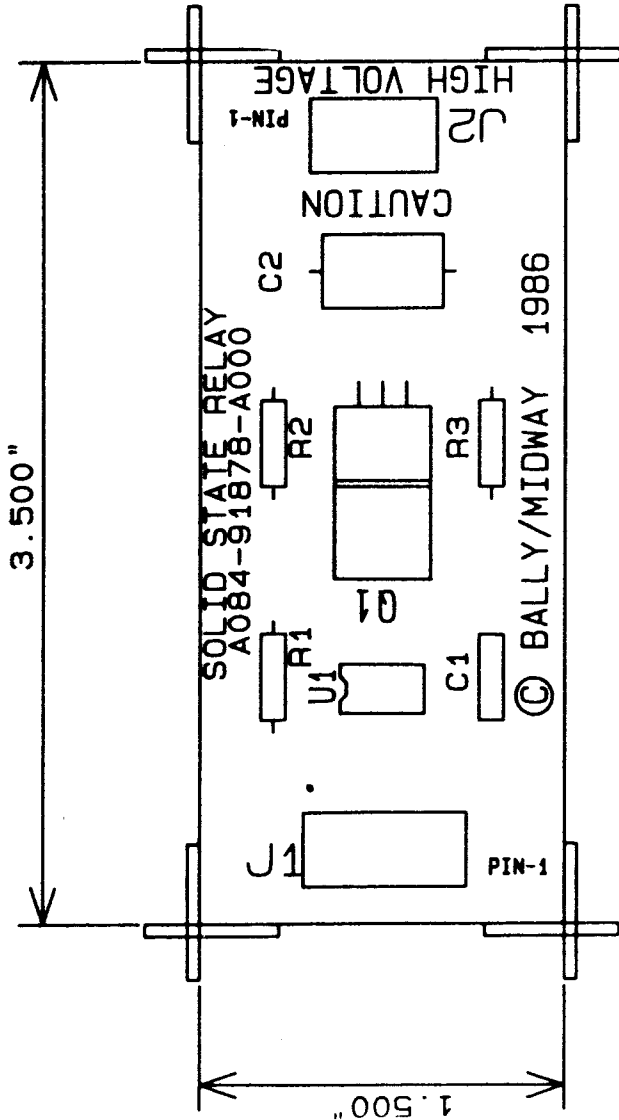 3.500"
SOLID STATE RELAY
A084-91878-A000
HIGH VOLTAGE
PIN-1
J2
CAUTION
C2
R2
R3
Q1
R1
U1
C1
J1
PIN-1
© BALLY/MIDWAY 1986
1.500"